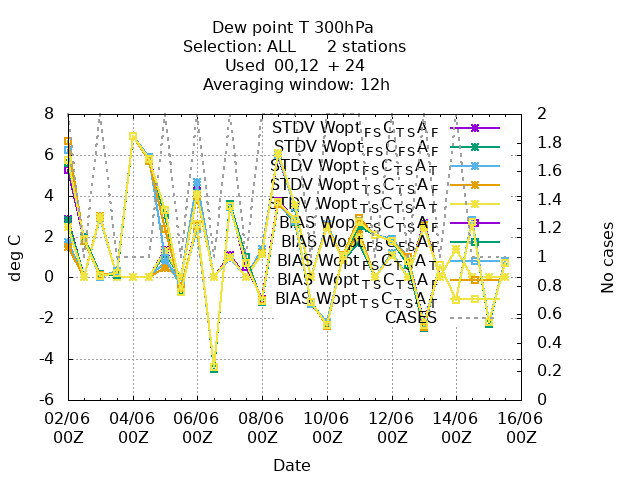 Dew point T 300hPa
Selection: ALL 2 stations
Used 00,12 + 24
Averaging window: 12h
deg C
No cases
8
6
4
2
0
-2
-4
-6
2
1.8
1.6
1.4
1.2
1
0.8
0.6
0.4
0.2
0
STDV Wopt FS C TS A F
STDV Wopt FS C FS A F
STDV Wopt FS C TS A T
STDV Wopt TS C TS A F
STDV Wopt TS C TS A T
BIAS Wopt FS C TS A F
BIAS Wopt FS C FS A F
BIAS Wopt FS C TS A T
BIAS Wopt TS C TS A F
BIAS Wopt TS C TS A T
CASES
02/06 04/06 06/06 08/06 10/06 12/06 14/06 16/06
00Z 00Z 00Z 00Z 00Z 00Z 00Z 00Z
Date